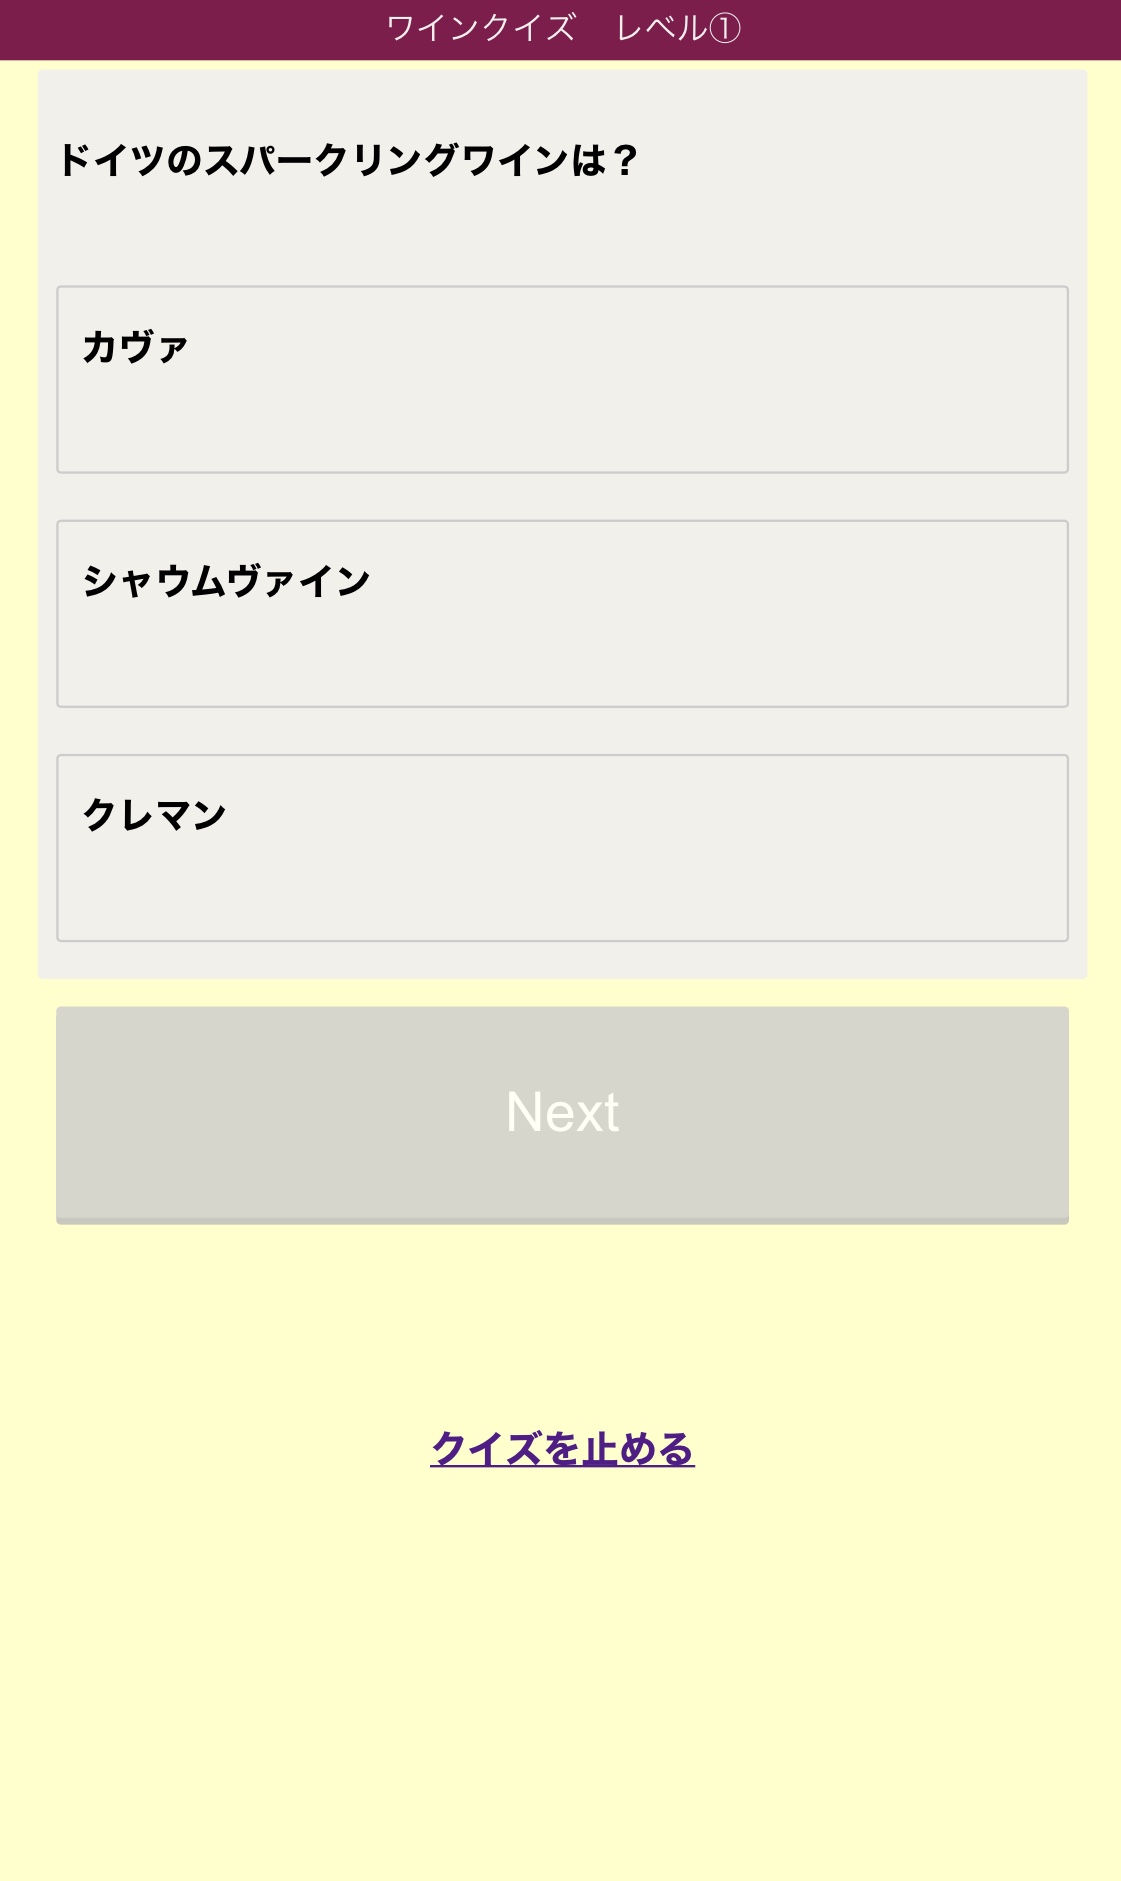 ワインクイズ　レベル①
ドイツのスパークリングワインは？
カヴァ
シャウムヴァイン
クレマン
Next
クイズを止める